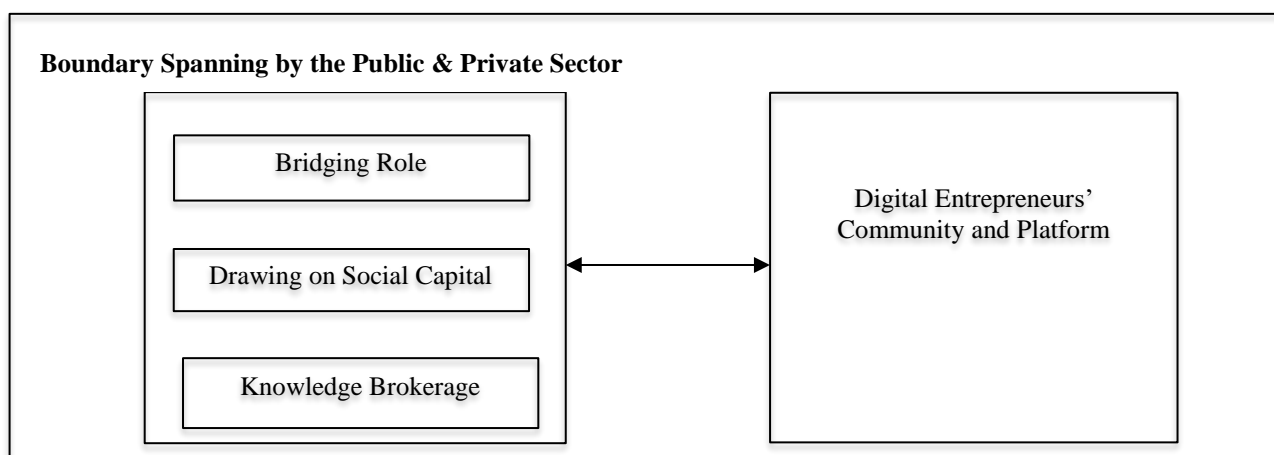 Boundary Spanning by the Public & Private Sector
Bridging Role
Drawing on Social Capital
Knowledge Brokerage
Digital Entrepreneurs’
Community and Platform